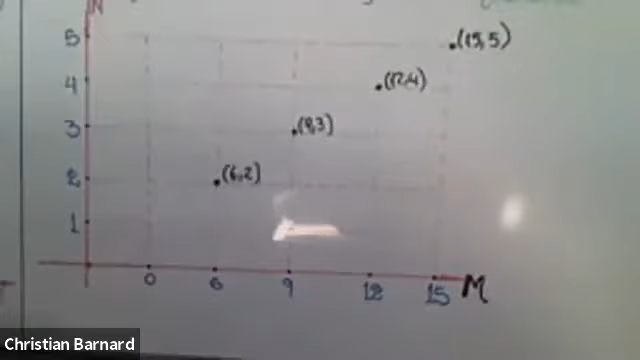 N
5 (15,5)
4 (12,4)
3 (9,3)
2 (6,2)
1
0 6 9 12 15 M
Christian Barnard